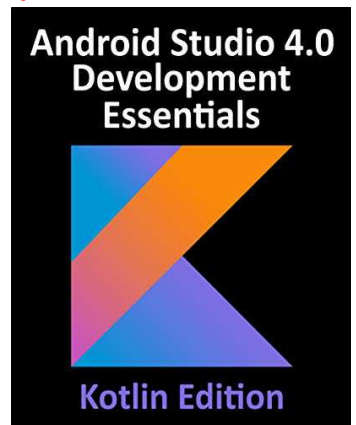 Android Studio 4.0
Development
Essentials
Kotlin Edition